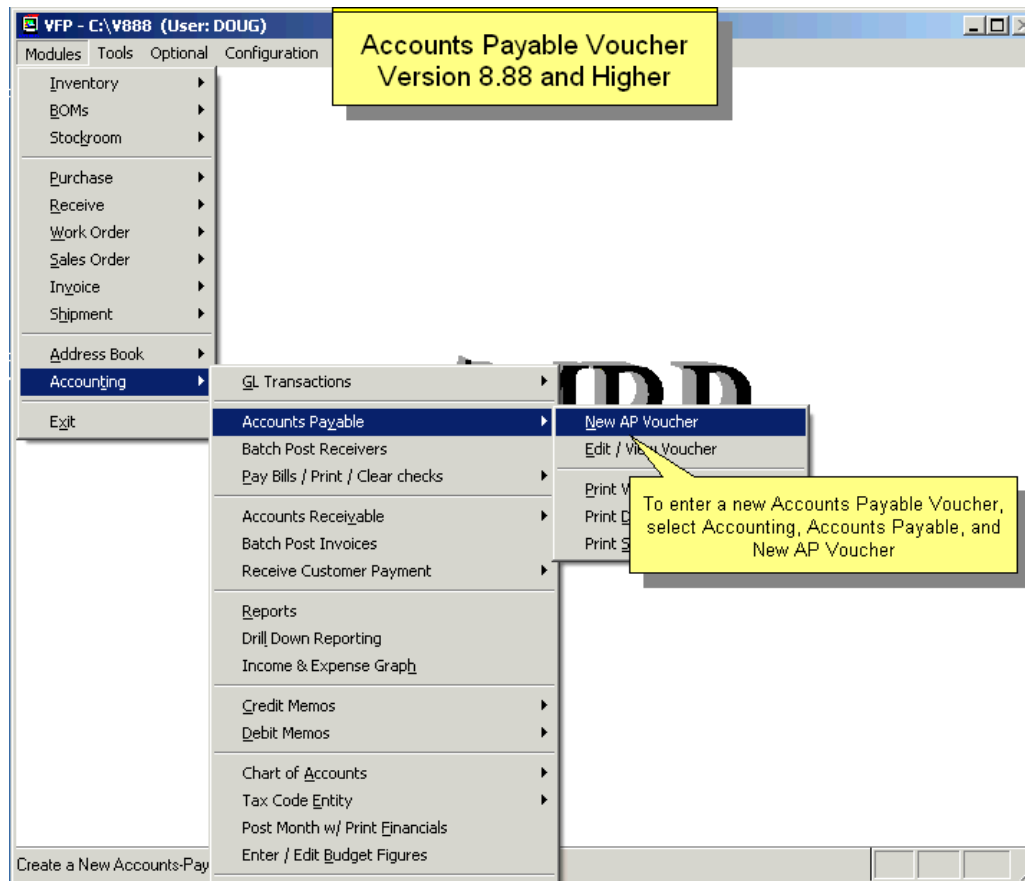 VFP - C:\V888 (User: DOUG)
Accounts Payable Voucher
Version 8.88 and Higher
Modules Tools Optional Configuration
Inventory
BOMs
Stockroom
Purchase
Receive
Work Order
Sales Order
Invoice
Shipment
Address Book
Accounting
Exit
GL Transactions
Accounts Payable
Batch Post Receivers
Pay Bills / Print / Clear checks
Accounts Receivable
Batch Post Invoices
Receive Customer Payment
Reports
Drill Down Reporting
Income & Expense Graph
Credit Memos
Debit Memos
Chart of Accounts
Tax Code Entity
Post Month w/ Print Financials
Enter / Edit Budget Figures
New AP Voucher
Edit / View Voucher
Print
Print
Print
To enter a new Accounts Payable Voucher,
select Accounting, Accounts Payable, and
New AP Voucher
Create a New Accounts-Pay